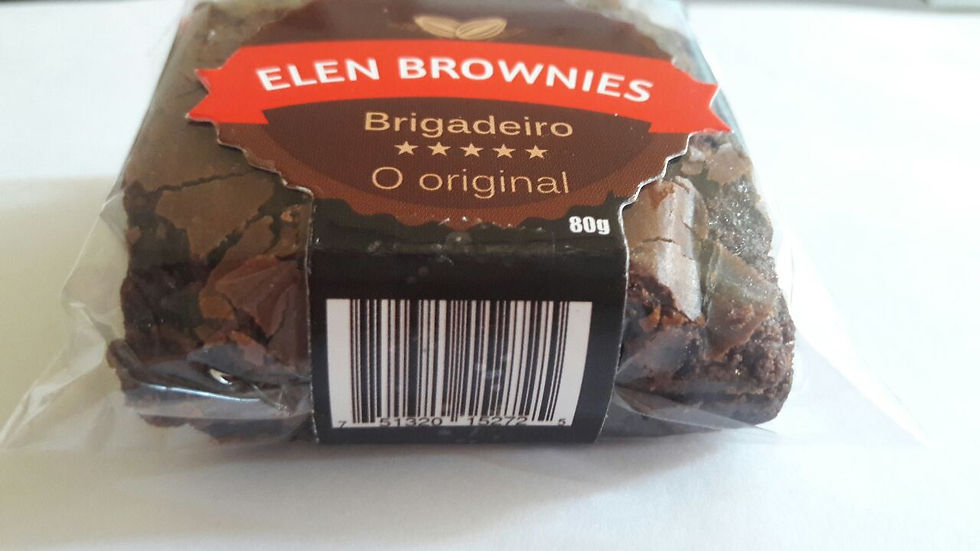 ELEN BROWNIES
Brigadeiro
O original
80g
7 51320 15272 5